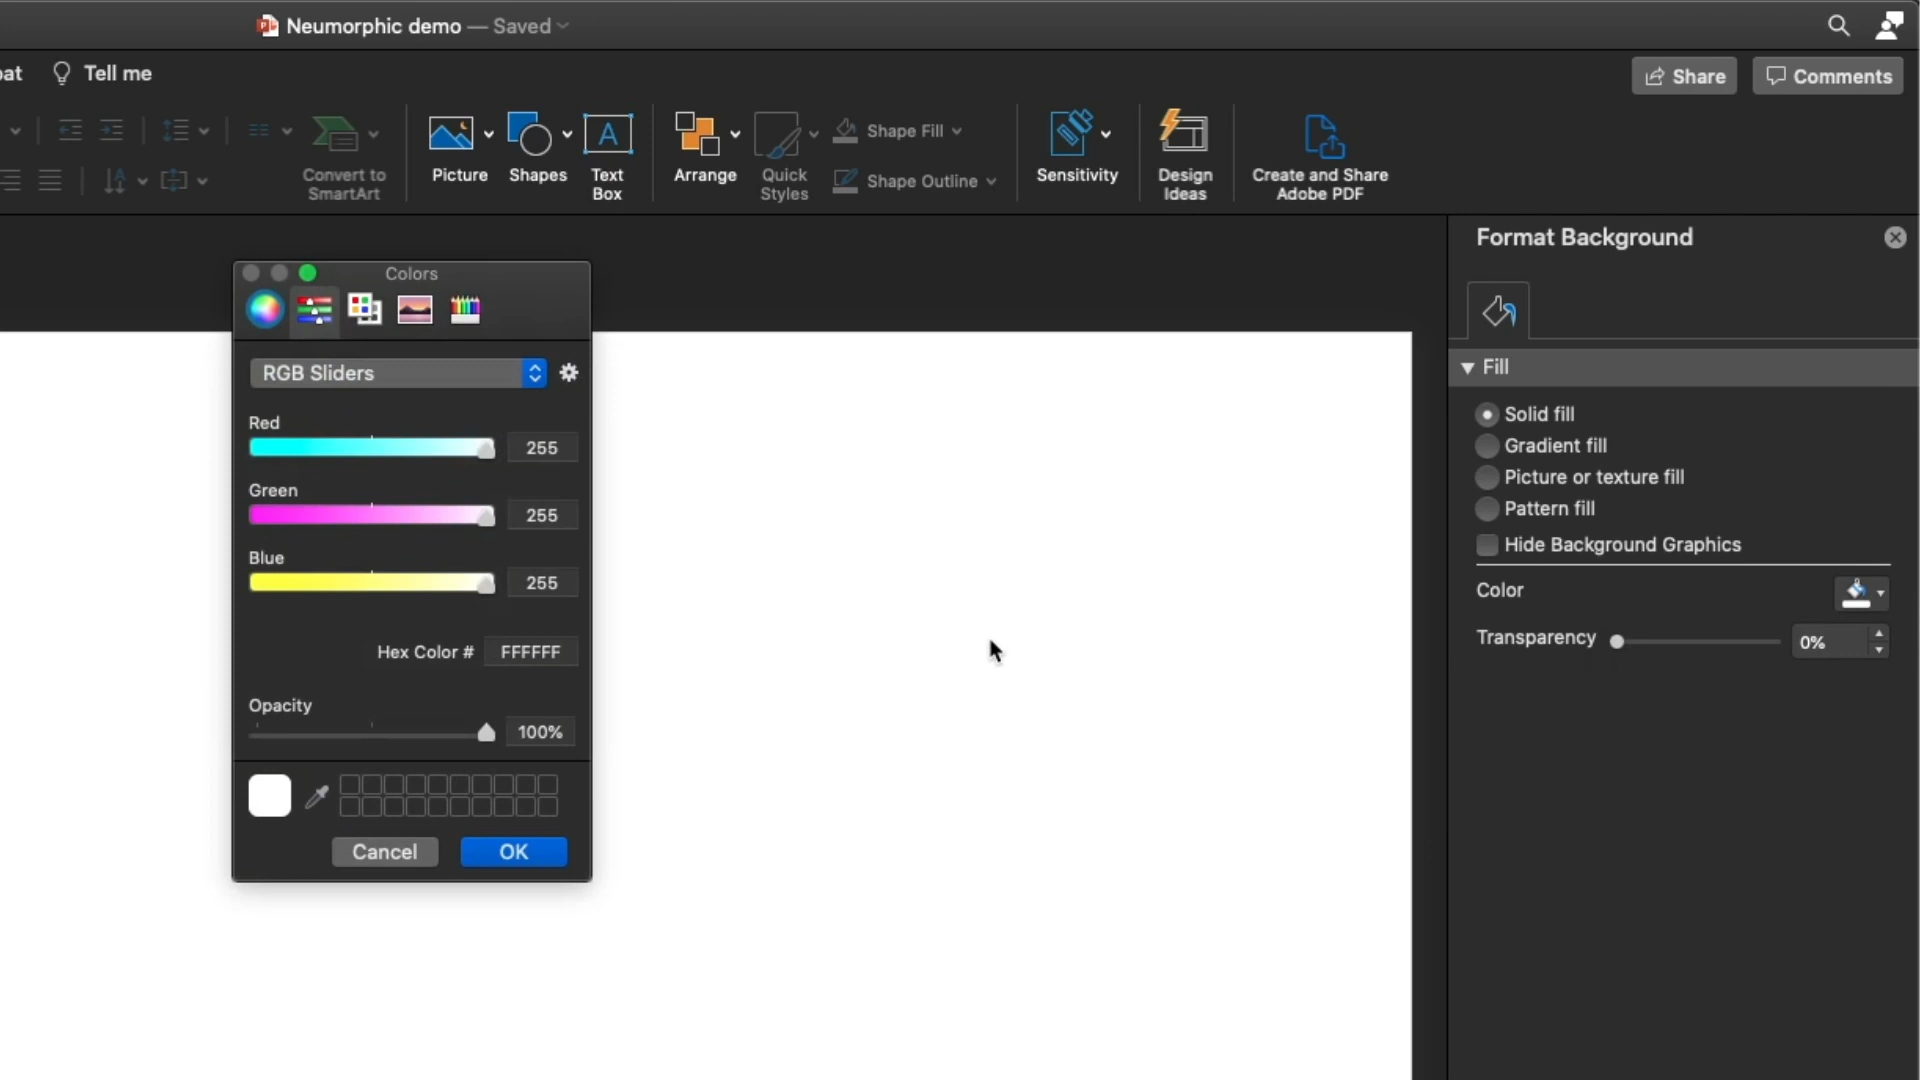 Neumorphic demo — Saved
at
Tell me
Share
Comments
Convert to
SmartArt
Picture
Shapes
A
Text
Box
Arrange
Quick
Styles
Shape Fill
Shape Outline
Sensitivity
Design
Ideas
Create and Share
Adobe PDF
Format Background
Colors
RGB Sliders
Red
255
Green
255
Blue
255
Hex Color # FFFFFF
Opacity
100%
Cancel
OK
Fill
Solid fill
Gradient fill
Picture or texture fill
Pattern fill
Hide Background Graphics
Color
Transparency
0%